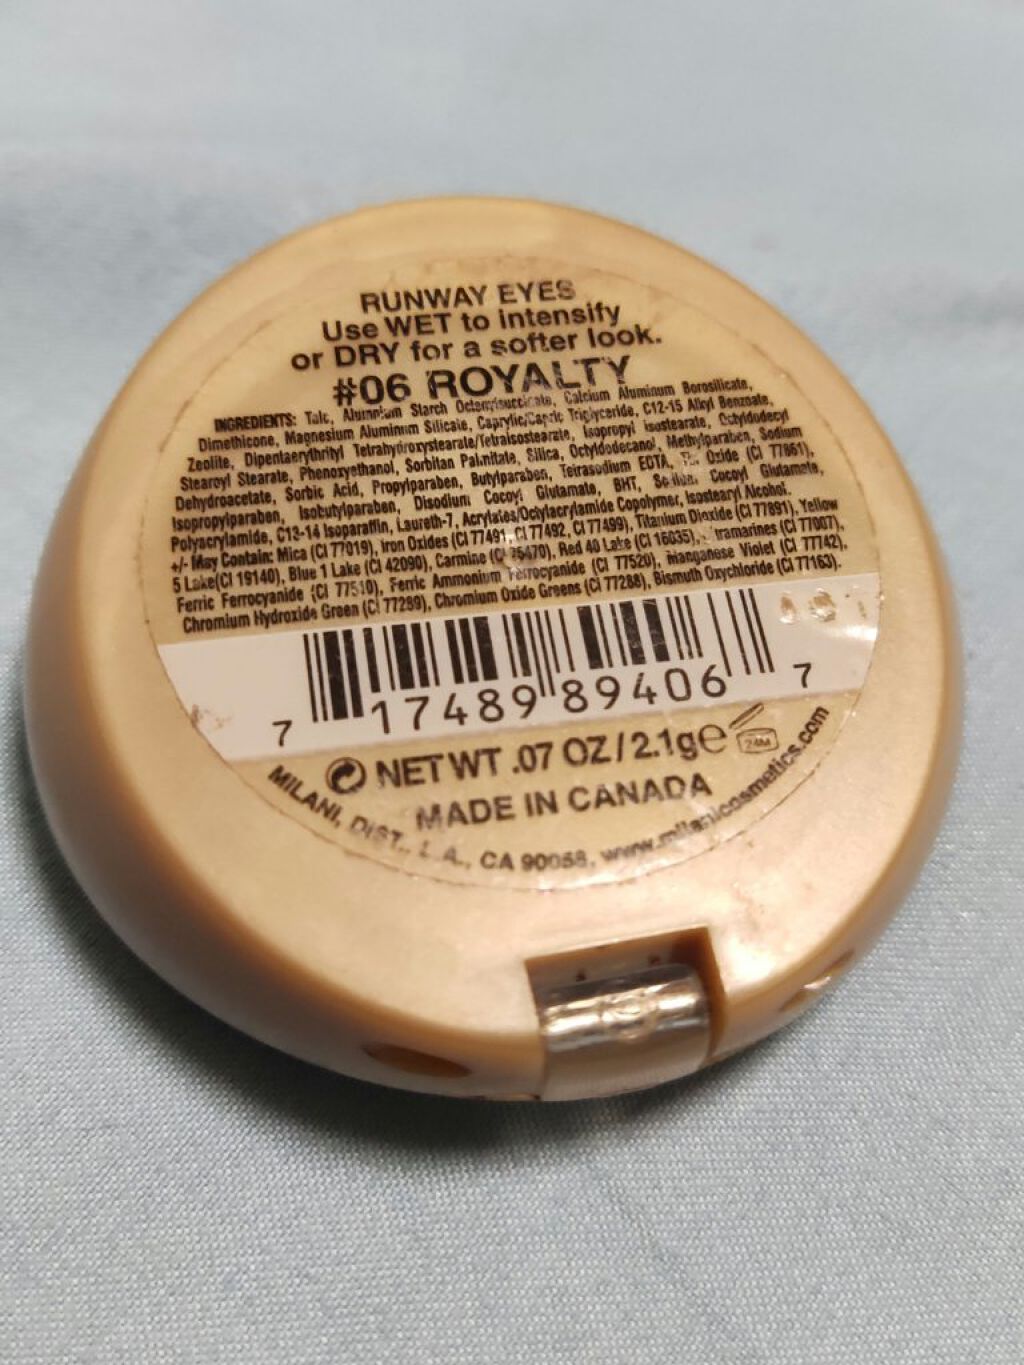 RUNWAY EYES
Use WET to intensify
or DRY for a softer look.
#06 ROYALTY
INGREDIENTS: Talc, Aluminum Starch Octenylsuccinate, Calcium Aluminum Borosilicate,
Dimethicone, Magnesium Aluminum Silicate, Caprylic/Capric Triglyceride, C12-15 Alkyl Benzoate,
Zeolite, Dipentaerythrityl Tetrahydroxystearate/Tetraisostearate, Isopropyl Isostearate, Octyldodecyl
Stearoyl Stearate, Phenoxyethanol, Sorbitan Palmitate, Silica, Octyldodecanol, Methylparaben, Sodium
Dehydroacetate, Sorbic Acid, Propylparaben, Butylparaben, Tetrasodium EDTA, Oxide (CI 77861),
Isopropylparaben, Isobutylparaben, Disodium Cocoyl Glutamate, BHT, Sodium Cocoyl Glutamate,
Polyacrylamide, C13-14 Isoparaffin, Laureth-7, Acrylates/Octylacrylamide Copolymer, Isostearyl Alcohol.
+/- May Contain: Mica (CI 77019), Iron Oxides (CI 77491, CI 77492, CI 77499), Titanium Dioxide (CI 77891), Yellow
5 Lake(CI 19140), Blue 1 Lake (CI 42090), Carmine (CI 75470), Red 40 Lake (CI 16035), (CI 77007),
Ferric Ferrocyanide (CI 77510), Ferric Ammonium Ferrocyanide (CI 77520), Manganese Violet (CI 77742),
Chromium Hydroxide Green (CI 77289), Chromium Oxide Greens (CI 77288), Bismuth Oxychloride (CI 77163).
7 17489 89406 7
NET WT .07 OZ/2.1g℮ 24M
MADE IN CANADA
MILANI, DIST., L.A., CA 90058, www.milanicosmetics.com